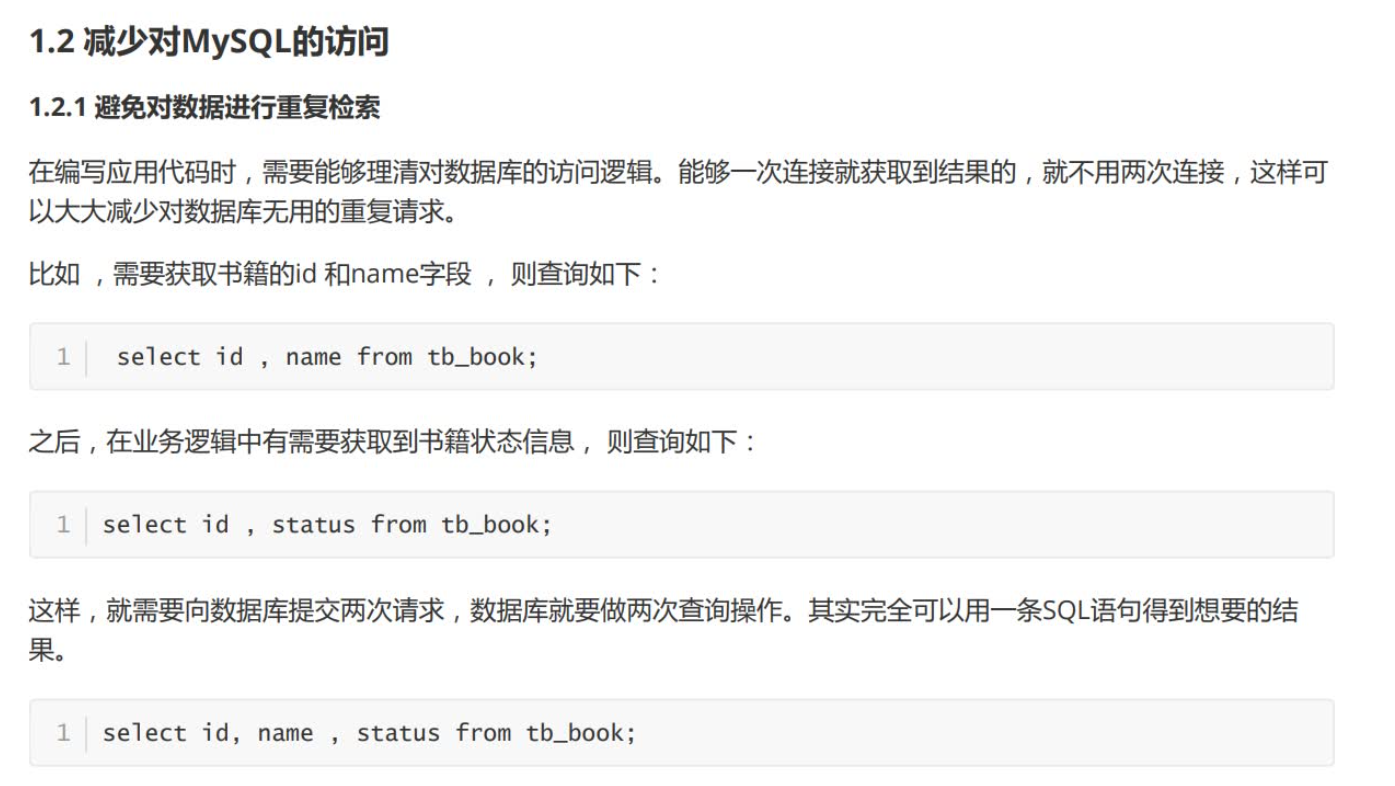 1.2 减少对MySQL的访问
1.2.1 避免对数据进行重复检索
在编写应用代码时，需要能够理清对数据库的访问逻辑。能够一次连接就获取到结果的，就不用两次连接，这样可
以大大减少对数据库无用的重复请求。
比如 ，需要获取书籍的id 和name字段 ， 则查询如下：
1 select id , name from tb_book;
之后，在业务逻辑中有需要获取到书籍状态信息， 则查询如下：
1 select id , status from tb_book;
这样，就需要向数据库提交两次请求，数据库就要做两次查询操作。其实完全可以用一条SQL语句得到想要的结
果。
1 select id, name , status from tb_book;